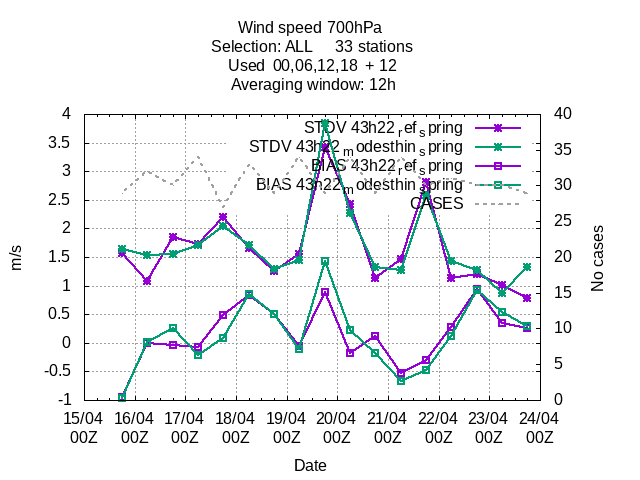 Wind speed 700hPa
Selection: ALL 33 stations
Used 00,06,12,18 + 12
Averaging window: 12h
STDV 43h22_ref_spring
STDV 43h22_modesthin_spring
BIAS 43h22_ref_spring
BIAS 43h22_modesthin_spring
CASES
4
3.5
3
2.5
2
1.5
1
0.5
0
-0.5
-1
m/s
40
35
30
25
20
15
10
5
0
No cases
15/04 16/04 17/04 18/04 19/04 20/04 21/04 22/04 23/04 24/04
00Z 00Z 00Z 00Z 00Z 00Z 00Z 00Z 00Z 00Z
Date